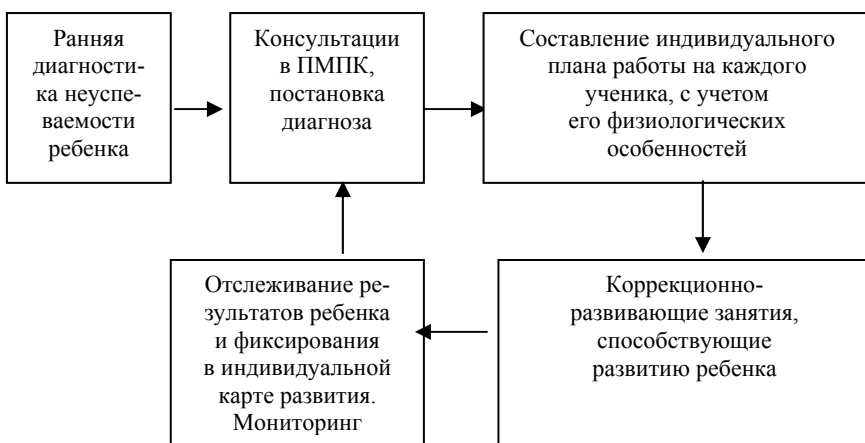 Ранняя
диагности-
ка неуспе-
ваемости
ребенка
Консультации
в ПМПК,
постановка
диагноза
Составление индивидуального
плана работы на каждого
ученика, с учетом
его физиологических
особенностей
Отслеживание ре-
зультатов ребенка
и фиксирования
в индивидуальной
карте развития.
Мониторинг
Коррекционно-
развивающие занятия,
способствующие
развитию ребенка